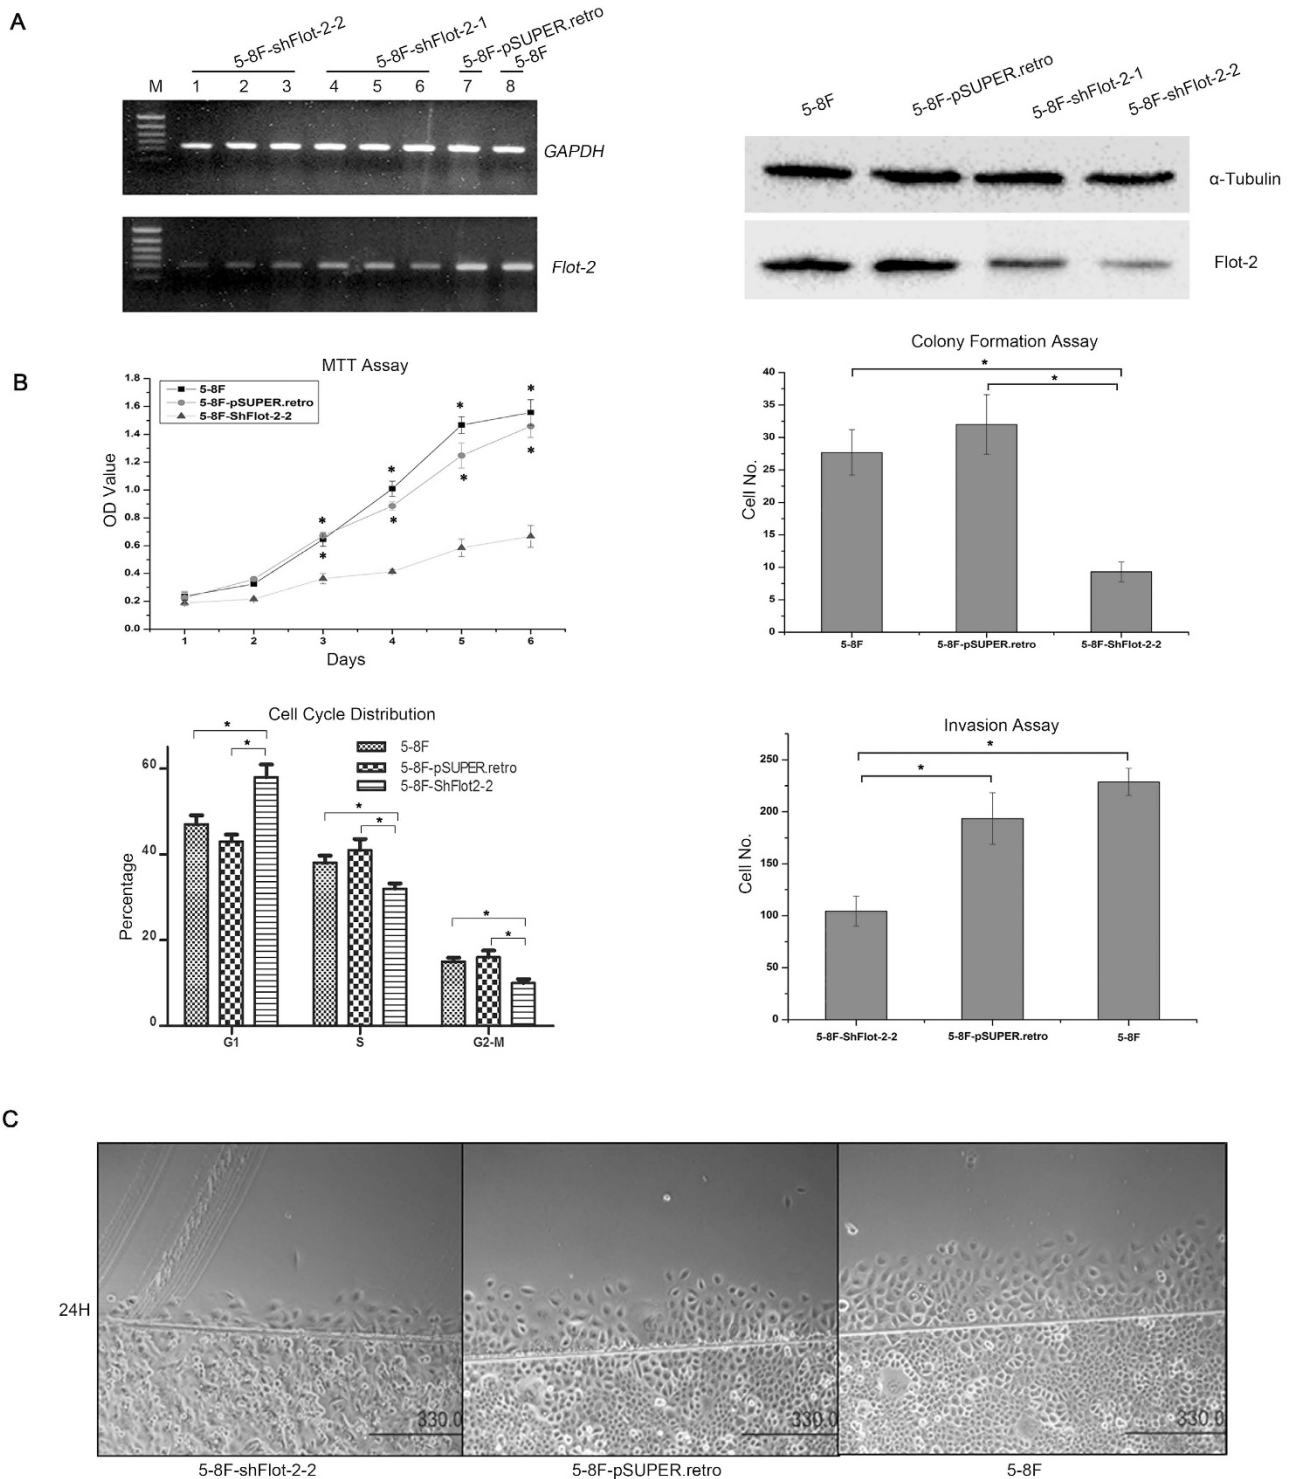 A
5-8F-shFlot-2-2
5-8F-shFlot-2-1
5-8F-pSUPER.retro
5-8F
M 1 2 3 4 5 6 7 8
GAPDH
Flot-2
5-8F
5-8F-pSUPER.retro
5-8F-shFlot-2-1
5-8F-shFlot-2-2
α-Tubulin
Flot-2
B
MTT Assay
1.8
1.6
1.4
1.2
1.0
0.8
0.6
0.4
0.2
0.0
OD Value
5-8F
5-8F-pSUPER.retro
5-8F-ShFlot-2-2
* * * *
* * * *
1 2 3 4 5 6
Days
Colony Formation Assay
*
*
40
35
30
25
20
15
10
5
0
Cell No.
5-8F 5-8F-pSUPER.retro 5-8F-ShFlot-2-2
Cell Cycle Distribution
*
*
5-8F
5-8F-pSUPER.retro
5-8F-ShFlot2-2
*
*
*
*
60
40
20
0
Percentage
G1 S G2-M
Invasion Assay
*
*
250
200
150
100
50
0
Cell No.
5-8F-ShFlot-2-2 5-8F-pSUPER.retro 5-8F
C
24H
330.0 330.0 330.0
5-8F-shFlot-2-2 5-8F-pSUPER.retro 5-8F